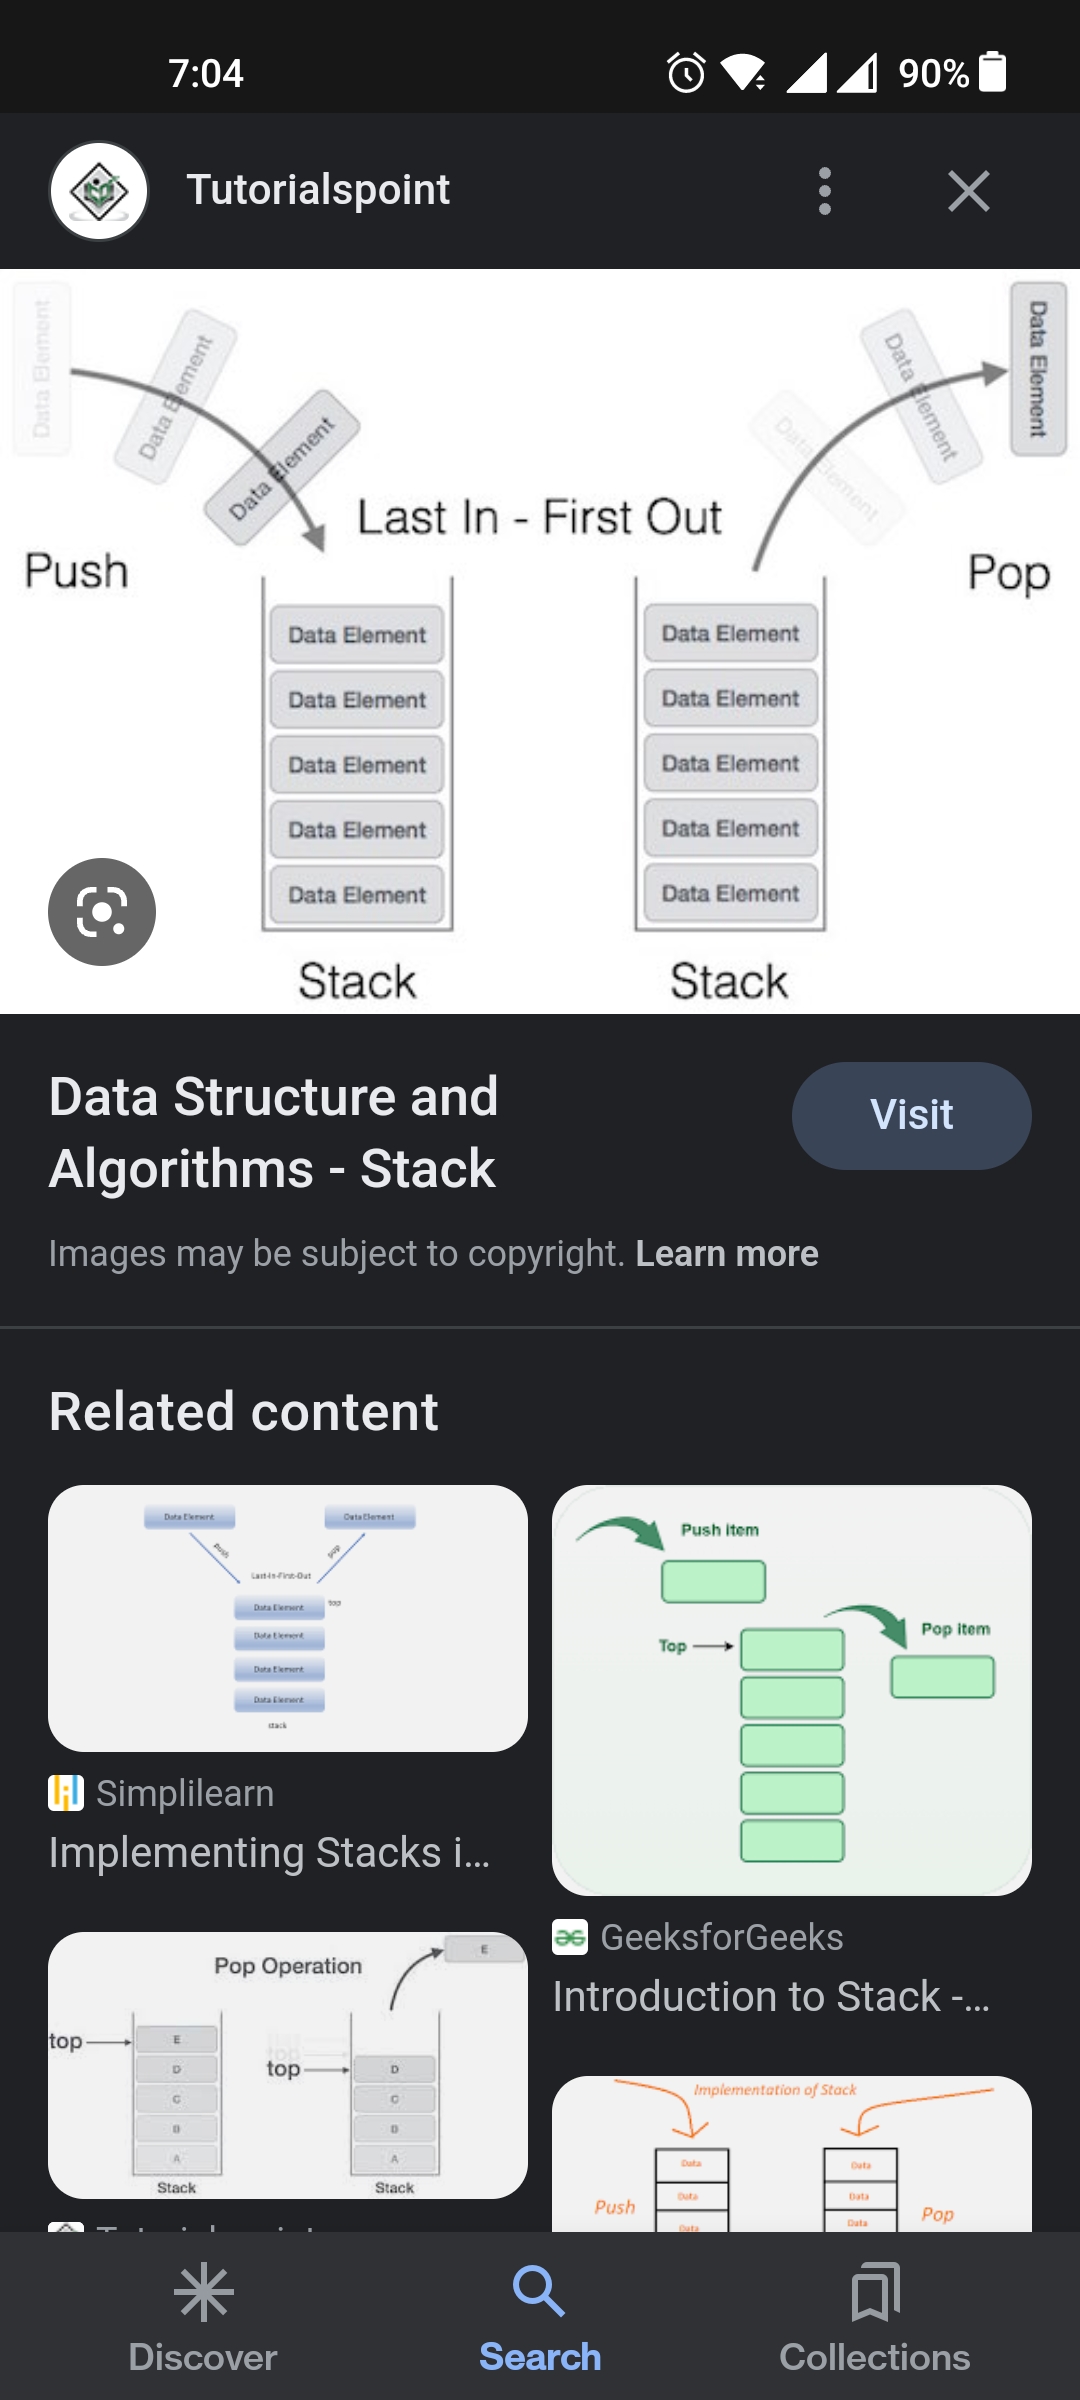 7:04
90%
Tutorialspoint
Data Element
Data Element
Data Element
Data Element
Data Element
Data Element
Last In - First Out
Push
Pop
Data Element
Data Element
Data Element
Data Element
Data Element
Data Element
Data Element
Data Element
Data Element
Data Element
Stack
Stack
Data Structure and
Algorithms - Stack
Visit
Images may be subject to copyright. Learn more
Related content
Data Element
Data Element
push
pop
Last-In-First-Out
top
Data Element
Data Element
Data Element
Data Element
stack
Simplilearn
Implementing Stacks i...
Push item
Pop item
Top
GeeksforGeeks
Introduction to Stack -...
Pop Operation
E
top
E
D
C
B
A
Stack
top
D
C
B
A
Stack
Implementation of Stack
Push
Data
Data
Data
Data
Data
Data
Pop
Discover
Search
Collections